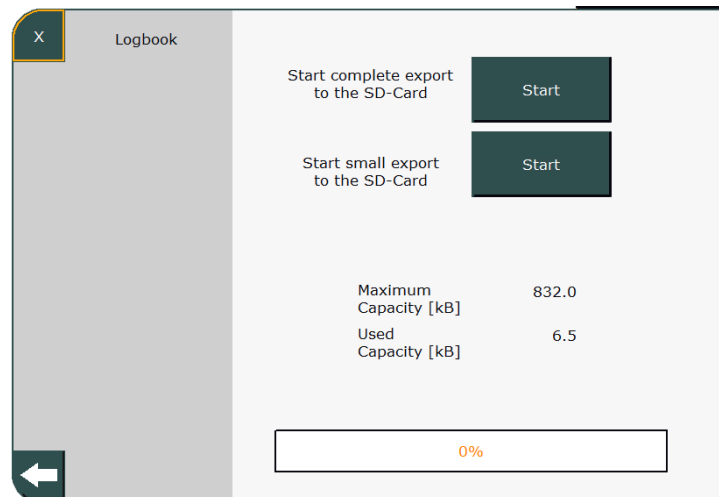 X
Logbook
Start complete export
to the SD-Card
Start
Start small export
to the SD-Card
Start
Maximum
Capacity [kB]
832.0
Used
Capacity [kB]
6.5
0%